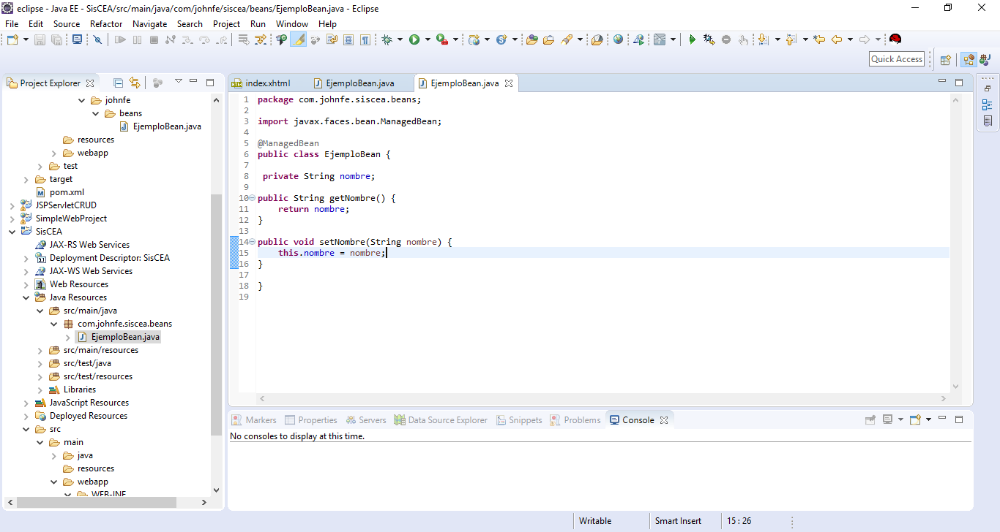 eclipse - Java EE - SisCEA/src/main/java/com/johnfe/siscea/beans/EjemploBean.java - Eclipse
File Edit Source Refactor Navigate Search Project Run Window Help
Quick Access
Project Explorer
johnfe
beans
EjemploBean.java
resources
webapp
test
target
pom.xml
JSPServletCRUD
SimpleWebProject
SisCEA
JAX-RS Web Services
Deployment Descriptor: SisCEA
JAX-WS Web Services
Web Resources
Java Resources
src/main/java
com.johnfe.siscea.beans
EjemploBean.java
src/main/resources
src/test/java
src/test/resources
Libraries
JavaScript Resources
Deployed Resources
src
main
java
resources
webapp
WEB-INF
index.xhtml EjemploBean.java EjemploBean.java
1 package com.johnfe.siscea.beans;
2
3 import javax.faces.bean.ManagedBean;
4
5 @ManagedBean
6 public class EjemploBean {
7
8 private String nombre;
9
10 public String getNombre() {
11 return nombre;
12 }
13
14 public void setNombre(String nombre) {
15 this.nombre = nombre;
16 }
17
18 }
19
Markers Properties Servers Data Source Explorer Snippets Problems Console
No consoles to display at this time.
Writable Smart Insert 15 : 26